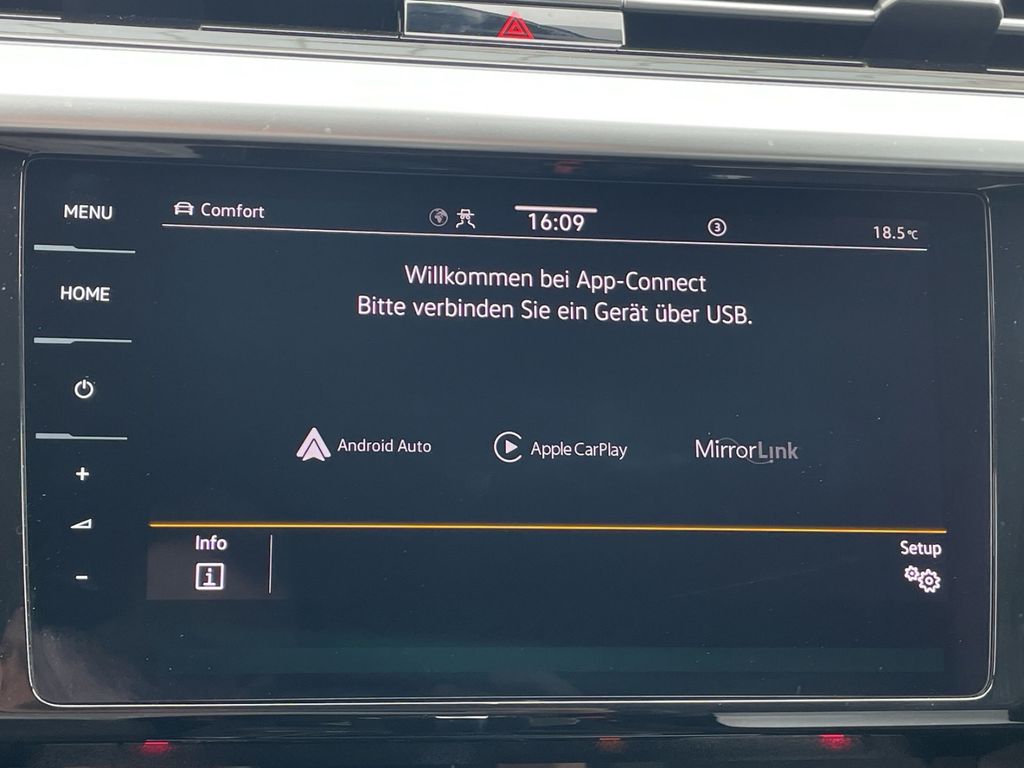 MENU
Comfort
16:09
3
18.5°C
HOME
Willkommen bei App-Connect
Bitte verbinden Sie ein Gerät über USB.
Android Auto
Apple CarPlay
MirrorLink
+
-
Info
i
Setup